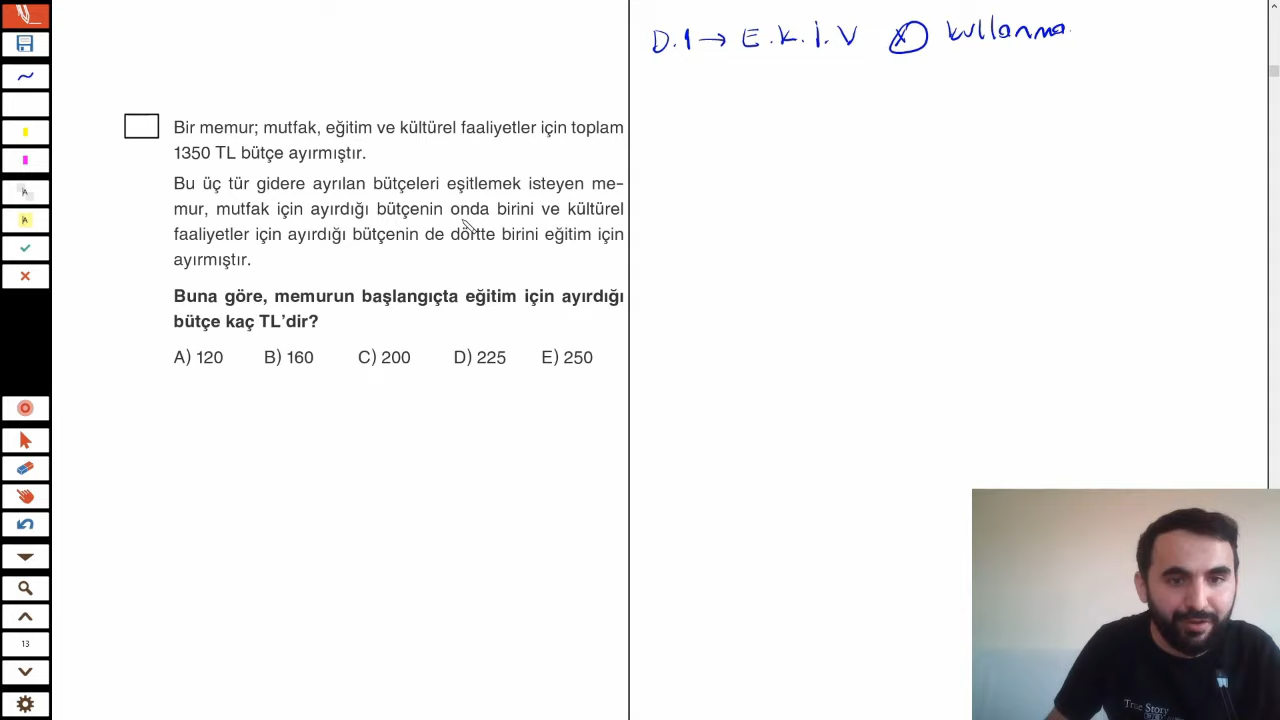 D.1 → E.K.İ.V X kullanma
Bir memur; mutfak, eğitim ve kültürel faaliyetler için toplam
1350 TL bütçe ayırmıştır.
Bu üç tür gidere ayrılan bütçeleri eşitlemek isteyen me-
mur, mutfak için ayırdığı bütçenin onda birini ve kültürel
faaliyetler için ayırdığı bütçenin de dörtte birini eğitim için
ayırmıştır.
Buna göre, memurun başlangıçta eğitim için ayırdığı
bütçe kaç TL'dir?
A) 120 B) 160 C) 200 D) 225 E) 250
A
A
13
True Story